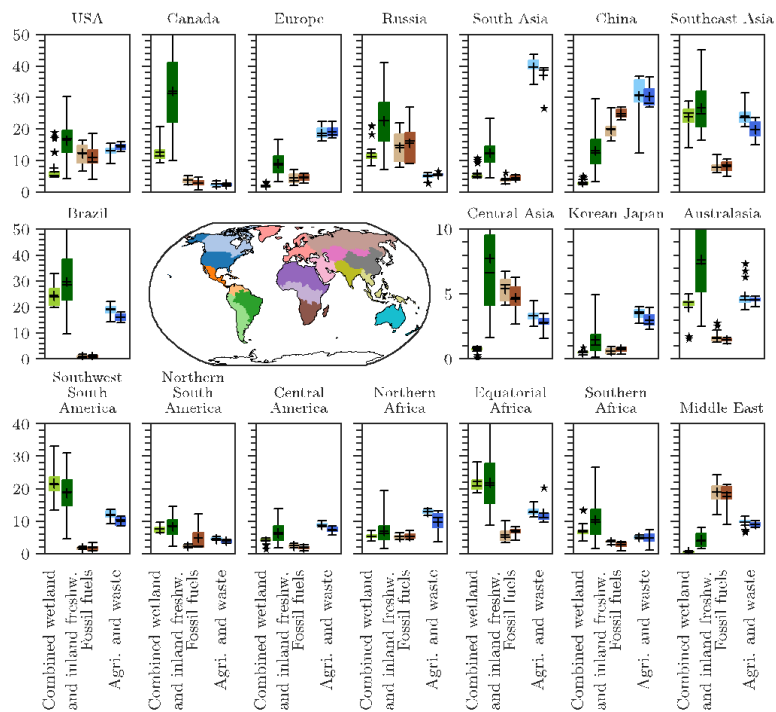 USA Canada Europe Russia South Asia China Southeast Asia
50
40
30
20
10
0
Brazil Central Asia Korean Japan Australasia
50
40
30
20
10
0
10
5
0
Southwest South America
Northern South America
Central America
Northern Africa
Equatorial Africa
Southern Africa
Middle East
40
30
20
10
0
Combined wetland
and inland freshw.
Fossil fuels
Agri. and waste
Combined wetland
and inland freshw.
Fossil fuels
Agri. and waste
Combined wetland
and inland freshw.
Fossil fuels
Agri. and waste
Combined wetland
and inland freshw.
Fossil fuels
Agri. and waste
Combined wetland
and inland freshw.
Fossil fuels
Agri. and waste
Combined wetland
and inland freshw.
Fossil fuels
Agri. and waste
Combined wetland
and inland freshw.
Fossil fuels
Agri. and waste